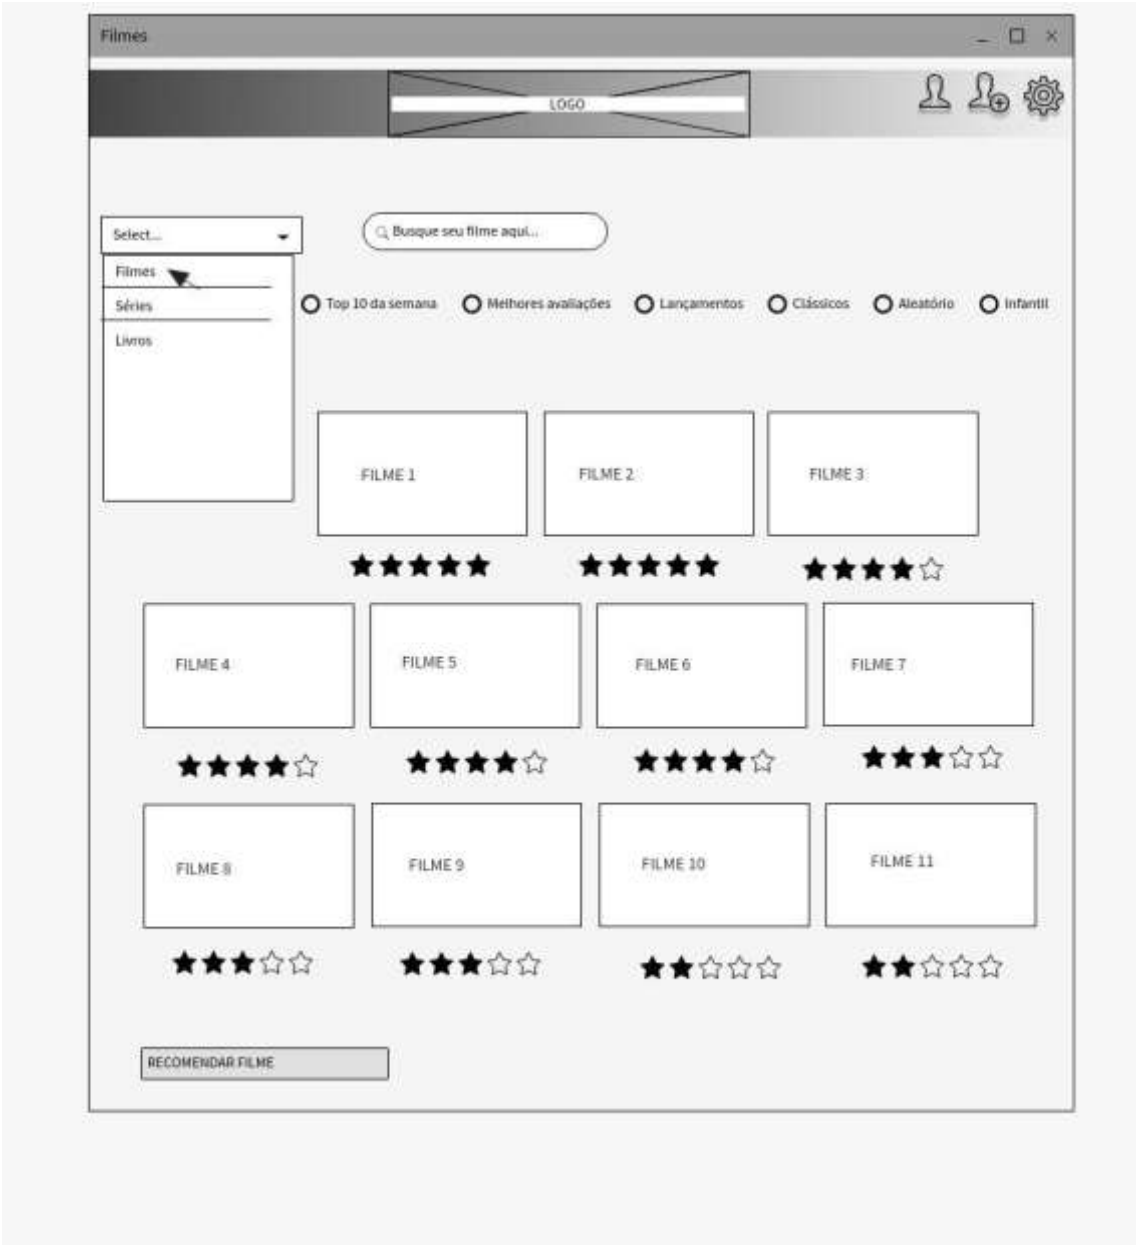 Filmes
LOGO
Select...
Busque seu filme aqui...
Filmes
Séries
Livros
Top 10 da semana
Melhores avaliações
Lançamentos
Clássicos
Aleatório
Infantil
FILME 1
FILME 2
FILME 3
FILME 4
FILME 5
FILME 6
FILME 7
FILME 8
FILME 9
FILME 10
FILME 11
RECOMENDAR FILME